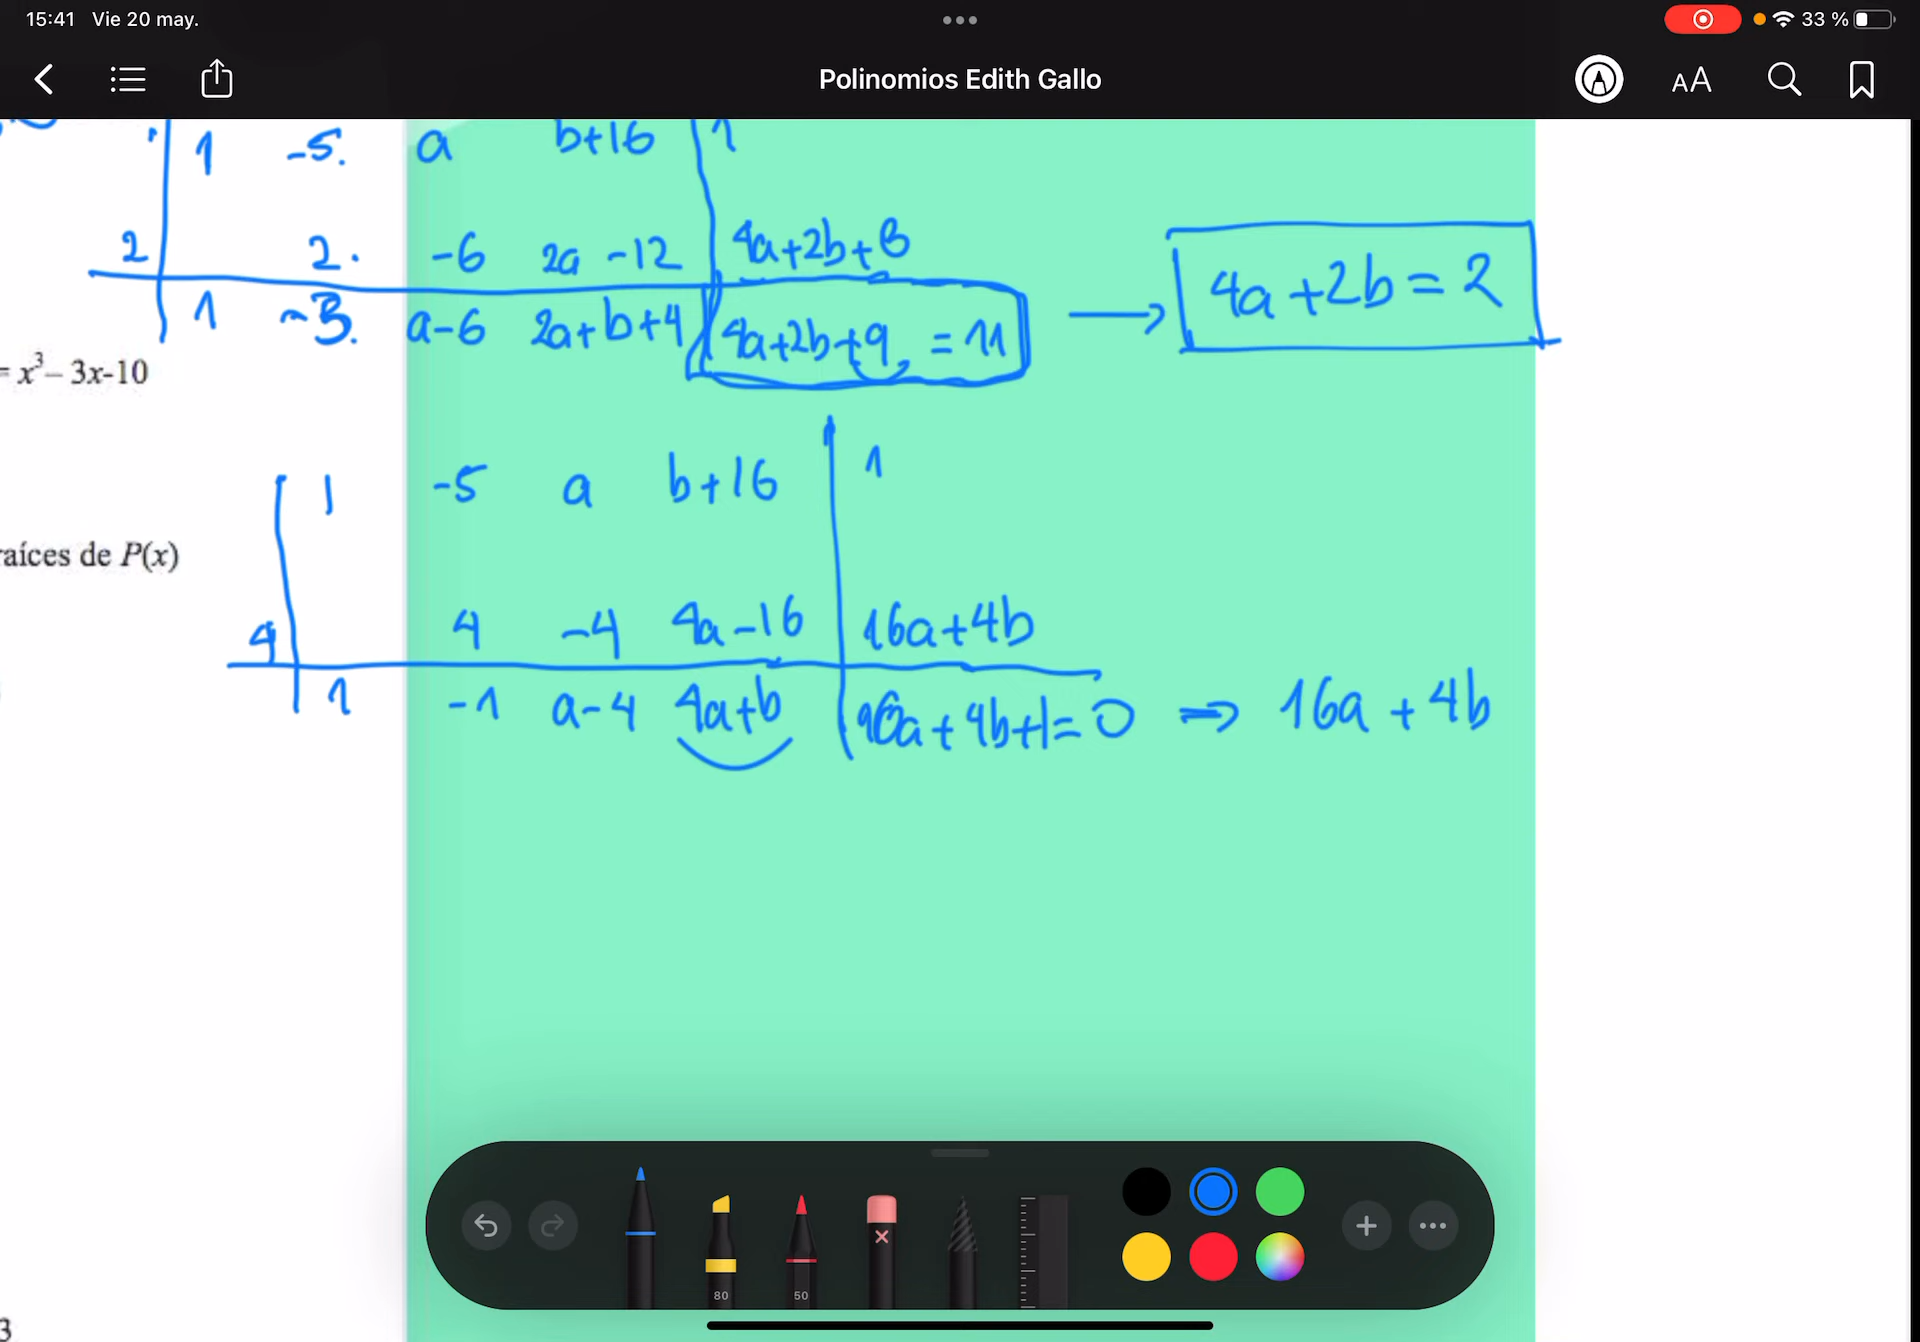 15:41 Vie 20 may. 33 %
Polinomios Edith Gallo
1 -5. a b+16 1
2 2. -6 2a -12 4a+2b+8
1 -3. a-6 2a+b+4 4a+2b+9 = 11 → 4a+2b=2
= x³– 3x-10
1 -5 a b+16 1
raíces de P(x)
4 4 -4 4a-16 16a+4b
1 -1 a-4 4a+b 16a+4b+1=0 ⇒ 16a+4b
80 50
3